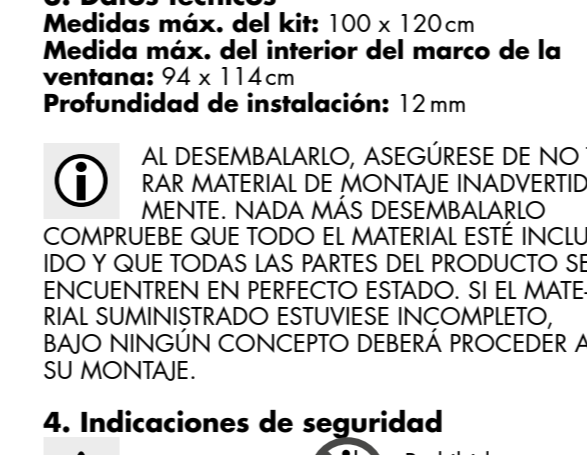 3. Datos técnicos
Medidas máx. del kit: 100 x 120 cm
Medida máx. del interior del marco de la
ventana: 94 x 114 cm
Profundidad de instalación: 12 mm
AL DESEMBALARLO, ASEGÚRESE DE NO
RAR MATERIAL DE MONTAJE INADVERTID
MENTE. NADA MÁS DESEMBALARLO
COMPRUEBE QUE TODO EL MATERIAL ESTÉ INCLU
IDO Y QUE TODAS LAS PARTES DEL PRODUCTO SE
ENCUENTREN EN PERFECTO ESTADO. SI EL MATE-
RIAL SUMINISTRADO ESTUVIESE INCOMPLETO,
BAJO NINGÚN CONCEPTO DEBERÁ PROCEDER A
SU MONTAJE.
4. Indicaciones de seguridad